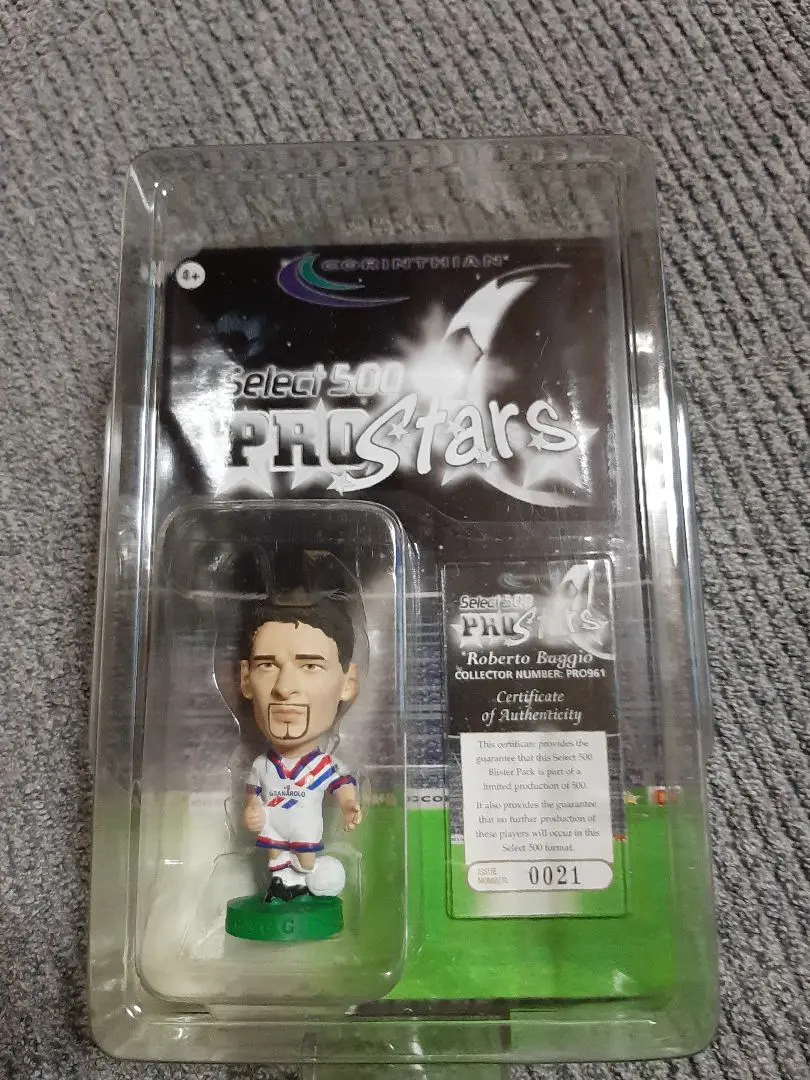 8+
CORINTHIAN
Select 500
PROStars
Select 500
PROStars
Roberto Baggio
COLLECTOR NUMBER: PRO961
Certificate
of Authenticity
This certificate provides the
guarantee that this Select 500
Blister Pack is part of a
limited production of 500.
It also provides the guarantee
that no further production of
these players will occur in this
Select 500 format.
ISSUE
NUMBER:
0021
GRANAROLO